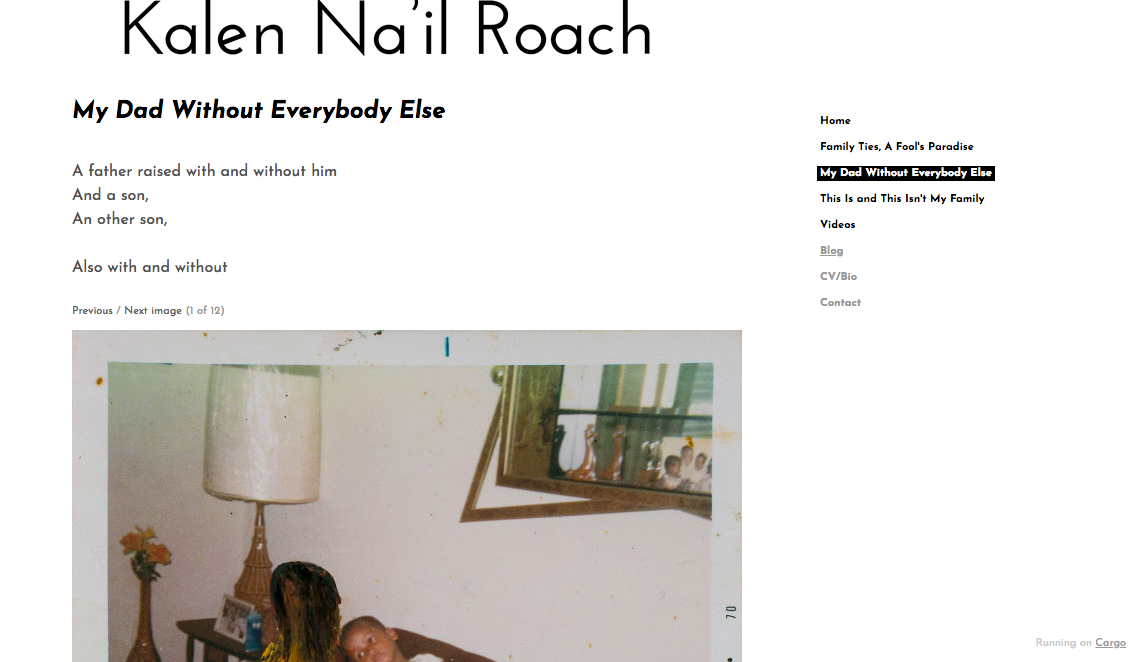 Kalen Na'il Roach
My Dad Without Everybody Else
A father raised with and without him
And a son,
An other son,
Also with and without
Previous / Next image (1 of 12)
70
Home
Family Ties, A Fool's Paradise
My Dad Without Everybody Else
This Is and This Isn't My Family
Videos
Blog
CV/Bio
Contact
Running on Cargo